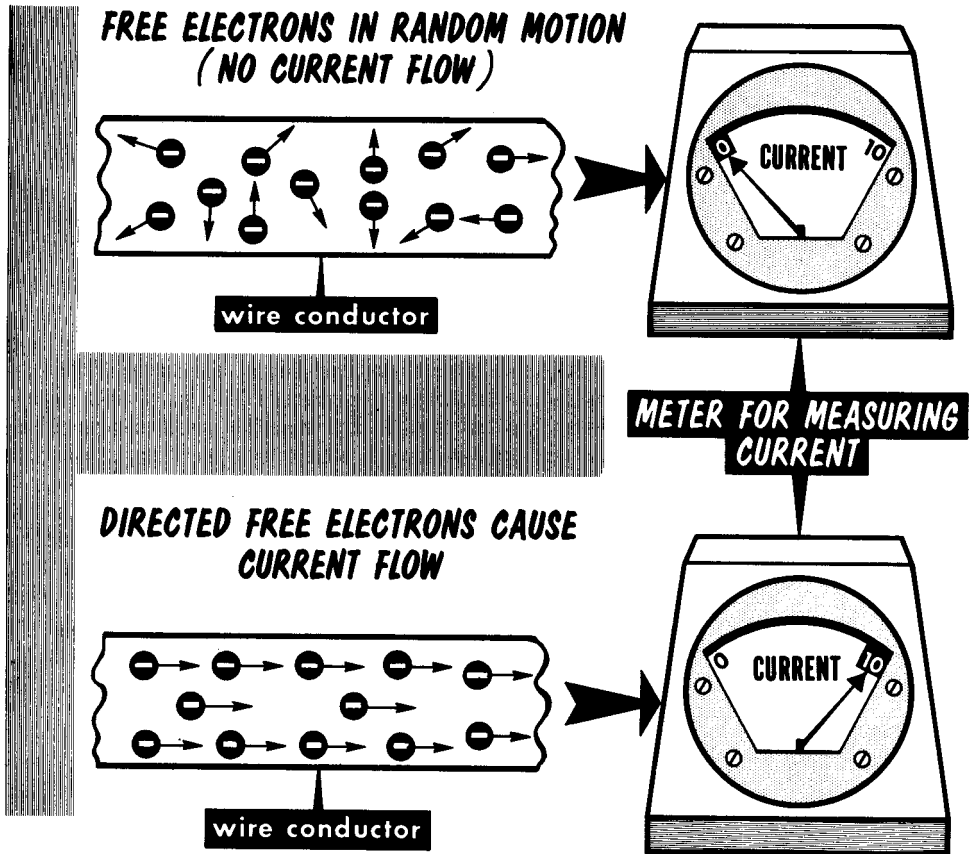 FREE ELECTRONS IN RANDOM MOTION
(NO CURRENT FLOW)
0
CURRENT
10
wire conductor
METER FOR MEASURING
CURRENT
DIRECTED FREE ELECTRONS CAUSE
CURRENT FLOW
0
CURRENT
10
wire conductor